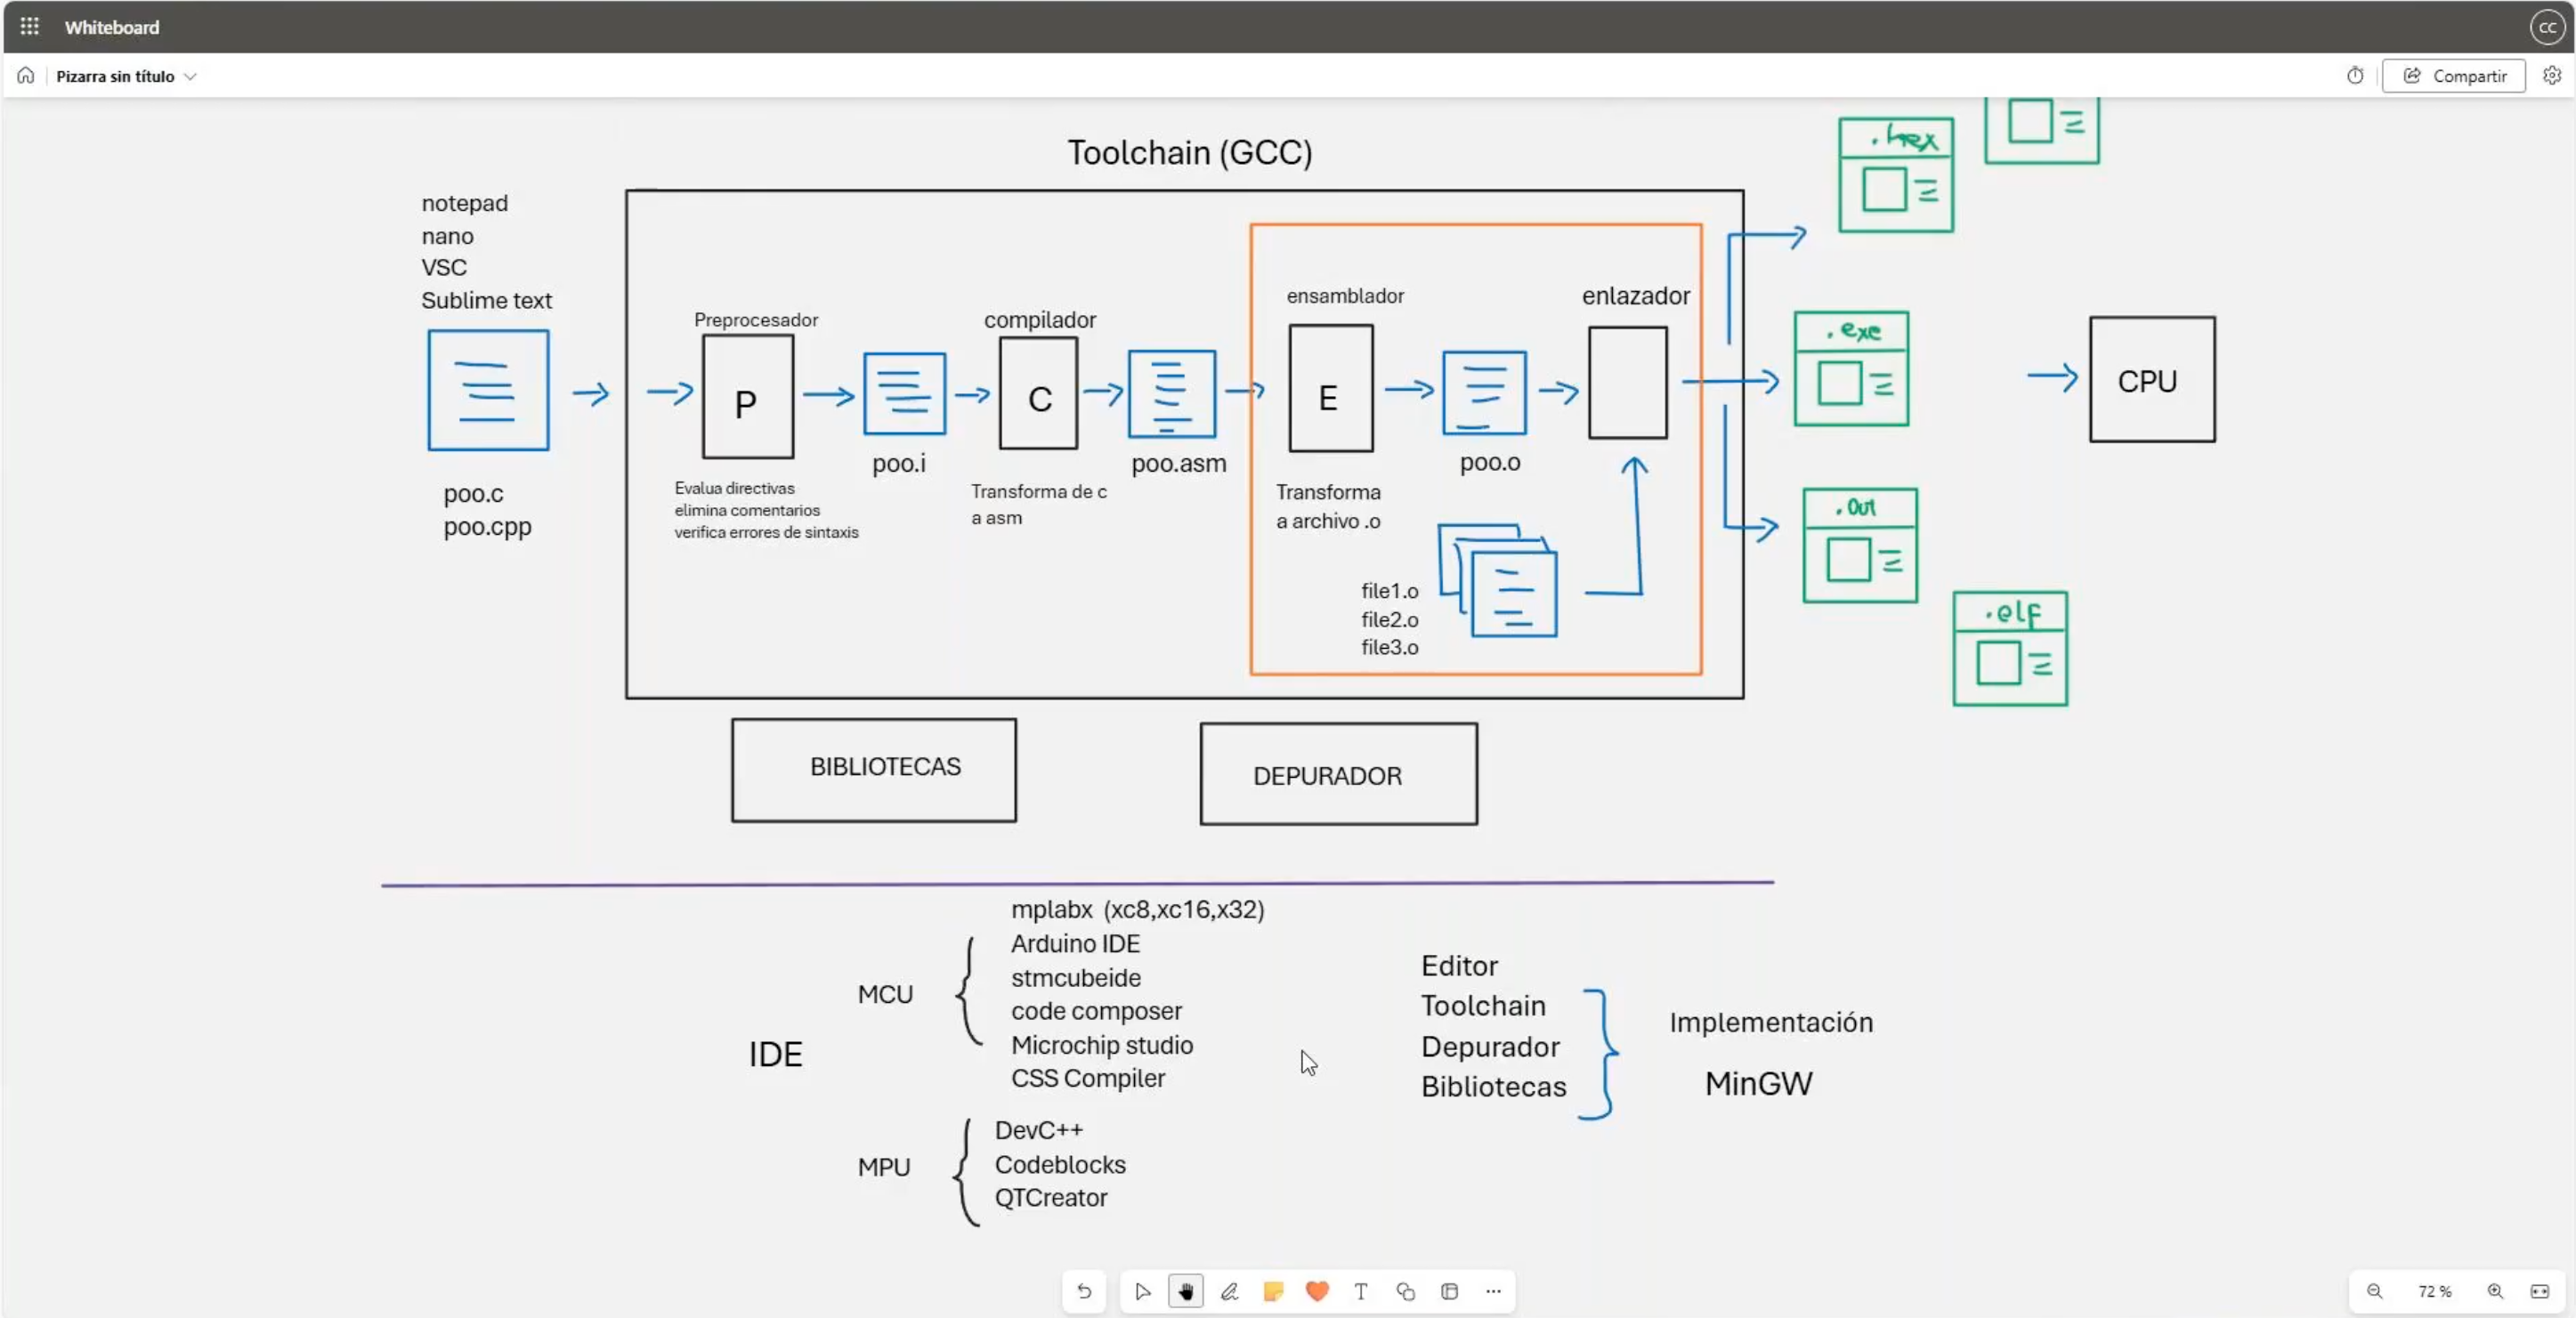 Whiteboard
CC
Pizarra sin título
Compartir
Toolchain (GCC)
notepad
nano
VSC
Sublime text
poo.c
poo.cpp
Preprocesador
P
Evalua directivas
elimina comentarios
verifica errores de sintaxis
poo.i
compilador
C
Transforma de c
a asm
poo.asm
ensamblador
E
Transforma
a archivo .o
poo.o
file1.o
file2.o
file3.o
enlazador
.hex
.exe
.out
.elf
CPU
BIBLIOTECAS
DEPURADOR
IDE
MCU
mplabx (xc8,xc16,x32)
Arduino IDE
stmcubeide
code composer
Microchip studio
CSS Compiler
MPU
DevC++
Codeblocks
QTCreator
Editor
Toolchain
Depurador
Bibliotecas
Implementación
MinGW
72 %